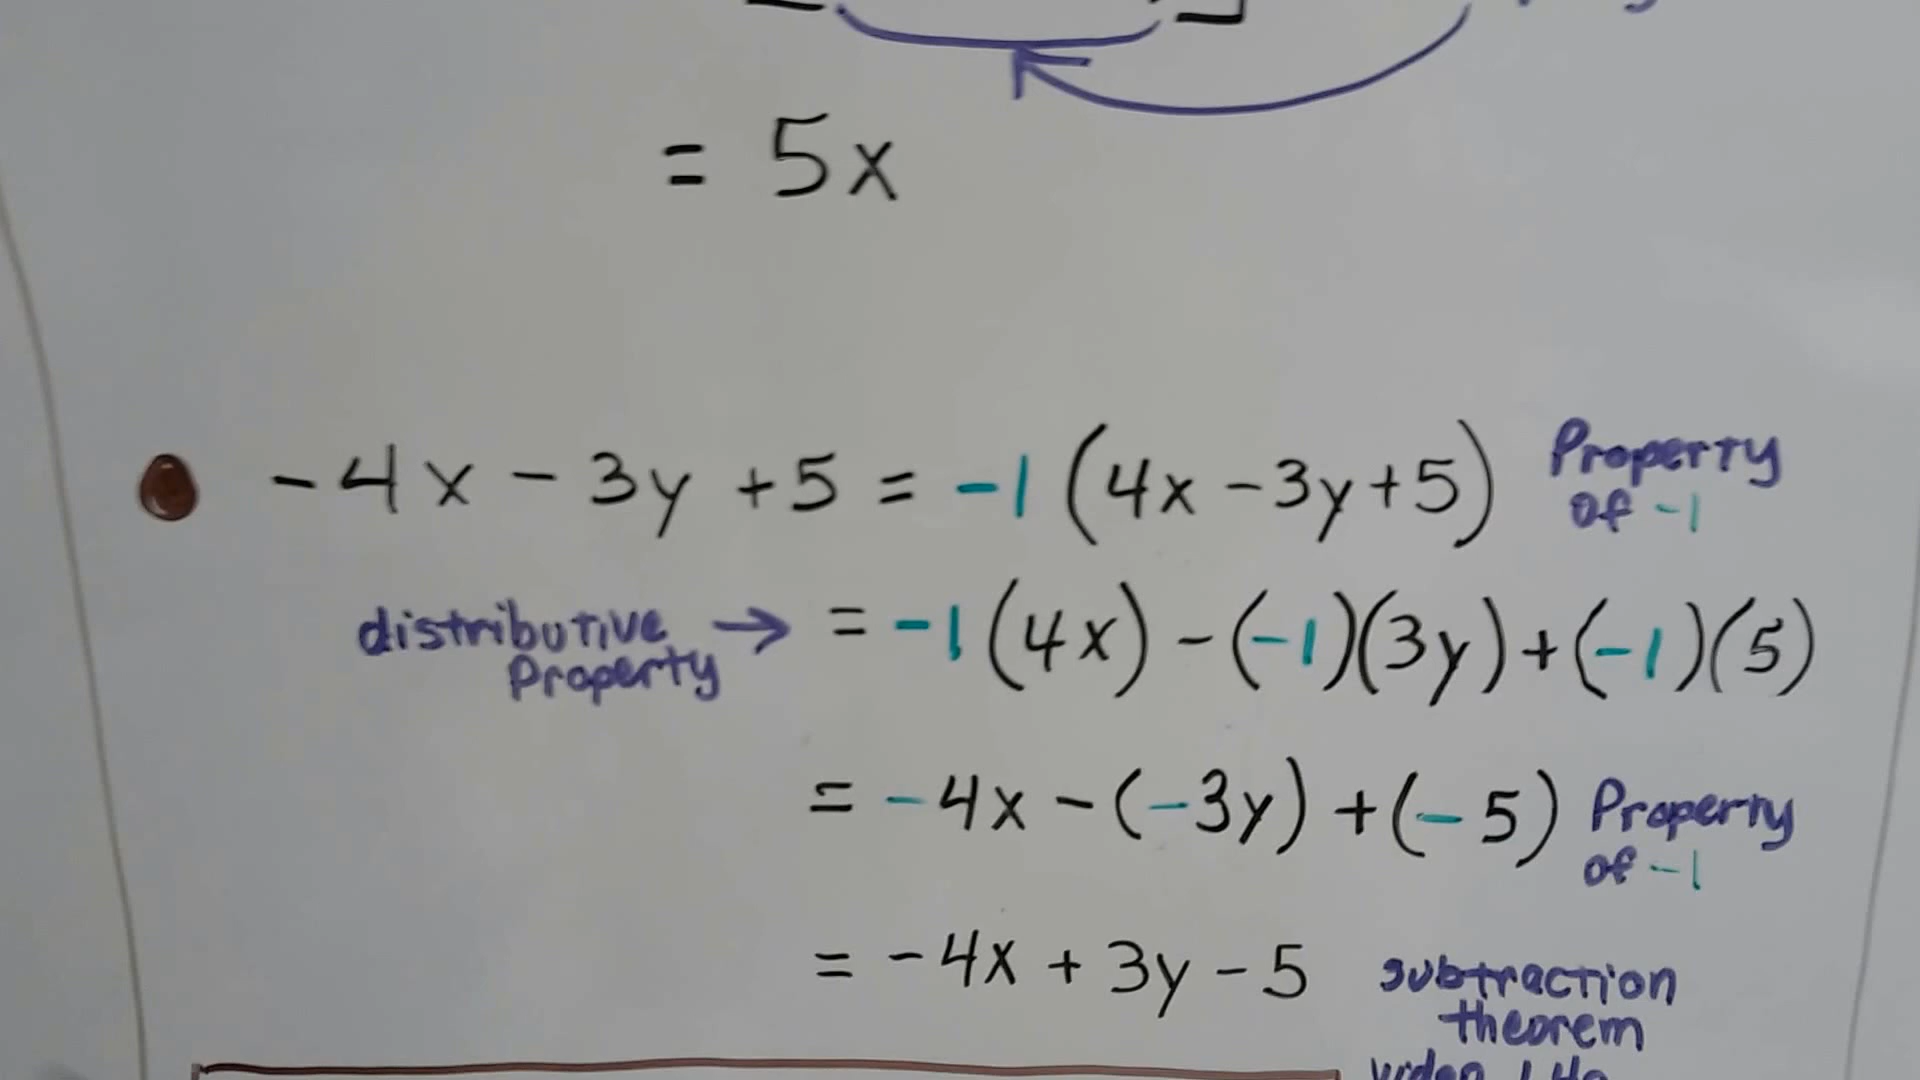 = 5x
-4x - 3y + 5 = -1 (4x - 3y + 5) Property
of -1
distributive
Property → = -1 (4x) - (-1)(3y) + (-1)(5)
= -4x - (-3y) + (-5) Property
of -1
= -4x + 3y - 5 subtraction
theorem